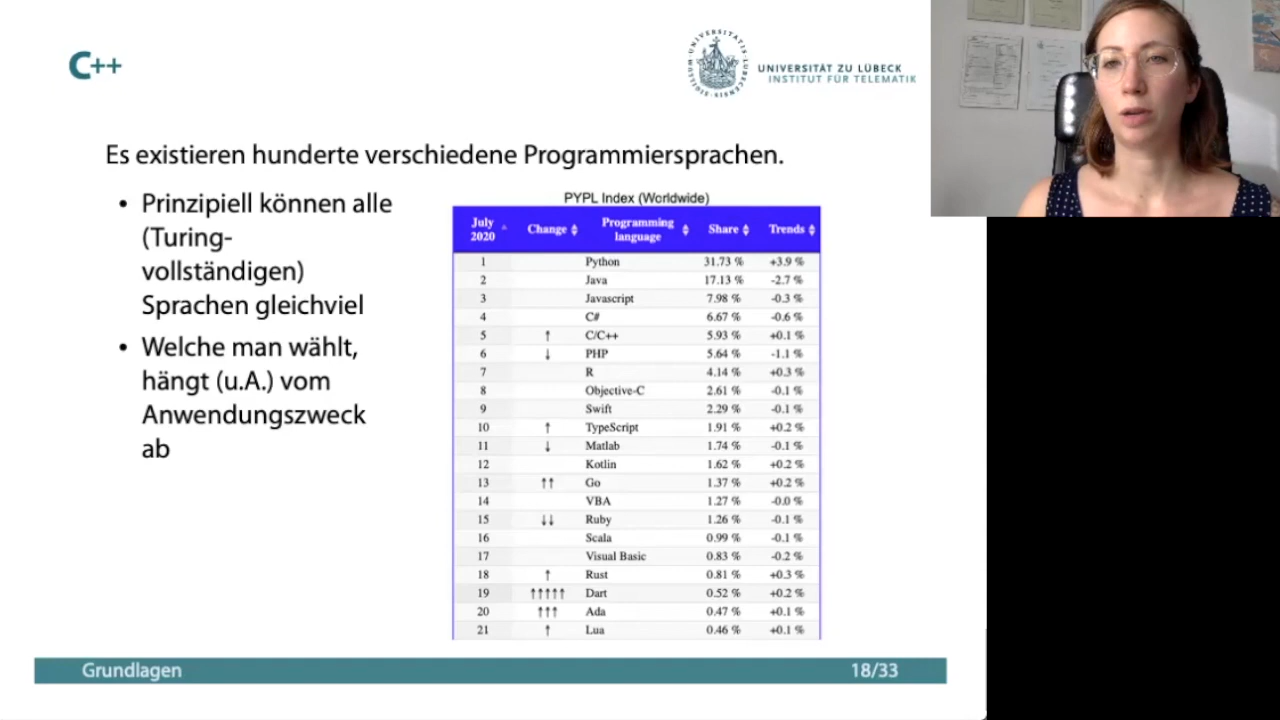 C++
UNIVERSITÄT ZU LÜBECK
INSTITUT FÜR TELEMATIK
Es existieren hunderte verschiedene Programmiersprachen.
• Prinzipiell können alle
(Turing-
vollständigen)
Sprachen gleichviel
• Welche man wählt,
hängt (u.A.) vom
Anwendungszweck
ab
PYPL Index (Worldwide)
July 2020 Change Programming language Share Trends
1 Python 31.73 % +3.9 %
2 Java 17.13 % -2.7 %
3 Javascript 7.98 % -0.3 %
4 C# 6.67 % -0.6 %
5 ↑ C/C++ 5.93 % +0.1 %
6 ↓ PHP 5.64 % -1.1 %
7 R 4.14 % +0.3 %
8 Objective-C 2.61 % -0.1 %
9 Swift 2.29 % -0.1 %
10 ↑ TypeScript 1.91 % +0.2 %
11 ↓ Matlab 1.74 % -0.1 %
12 Kotlin 1.62 % +0.2 %
13 ↑↑ Go 1.37 % +0.2 %
14 VBA 1.27 % -0.0 %
15 ↓↓ Ruby 1.26 % -0.1 %
16 Scala 0.99 % -0.1 %
17 Visual Basic 0.83 % -0.2 %
18 ↑ Rust 0.81 % +0.3 %
19 ↑↑↑↑↑ Dart 0.52 % +0.2 %
20 ↑↑↑ Ada 0.47 % +0.1 %
21 ↑ Lua 0.46 % +0.1 %
Grundlagen 18/33